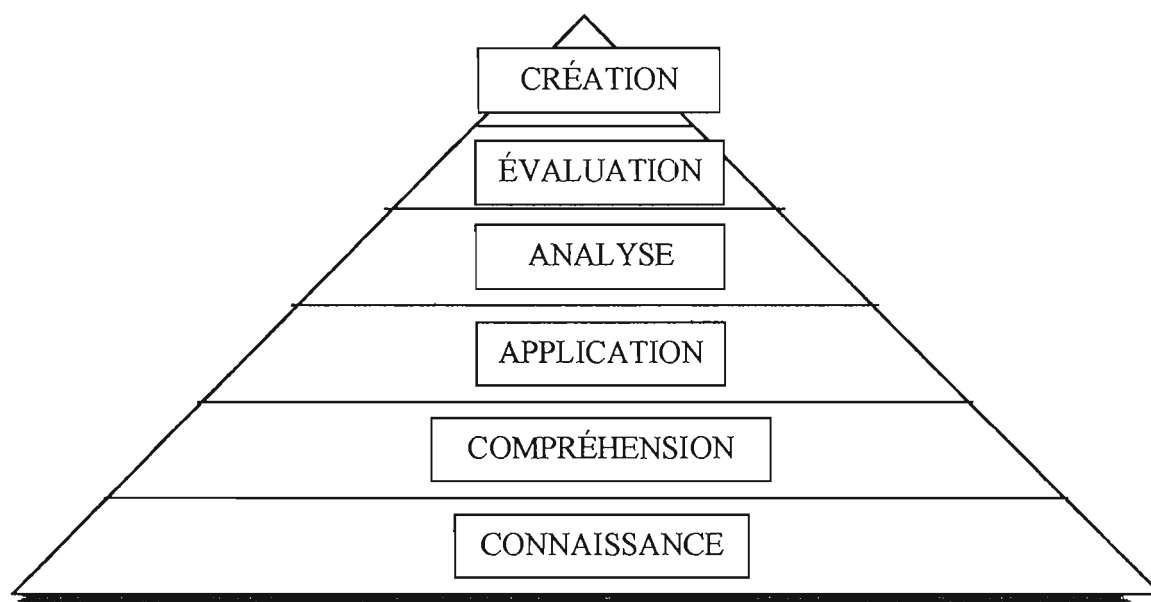 CRÉATION
ÉVALUATION
ANALYSE
APPLICATION
COMPRÉHENSION
CONNAISSANCE